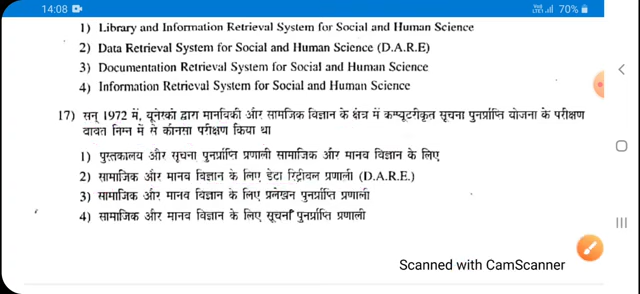 14:08 70%
1) Library and Information Retrieval System for Social and Human Science
2) Data Retrieval System for Social and Human Science (D.A.R.E)
3) Documentation Retrieval System for Social and Human Science
4) Information Retrieval System for Social and Human Science
17) सन् 1972 में, यूनेस्को द्वारा मानविकी और सामजिक विज्ञान के क्षेत्र में कम्प्यूटरीकृत सूचना पुनर्प्राप्ति योजना के परीक्षण
बाबत निम्न में से कौनसा परीक्षण किया था
1) पुस्तकालय और सूचना पुनर्प्राप्ति प्रणाली सामाजिक और मानव विज्ञान के लिए
2) सामाजिक और मानव विज्ञान के लिए डेटा रिट्रीवल प्रणाली (D.A.R.E.)
3) सामाजिक और मानव विज्ञान के लिए प्रलेखन पुनर्प्राप्ति प्रणाली
4) सामाजिक और मानव विज्ञान के लिए सूचना पुनर्प्राप्ति प्रणाली
Scanned with CamScanner